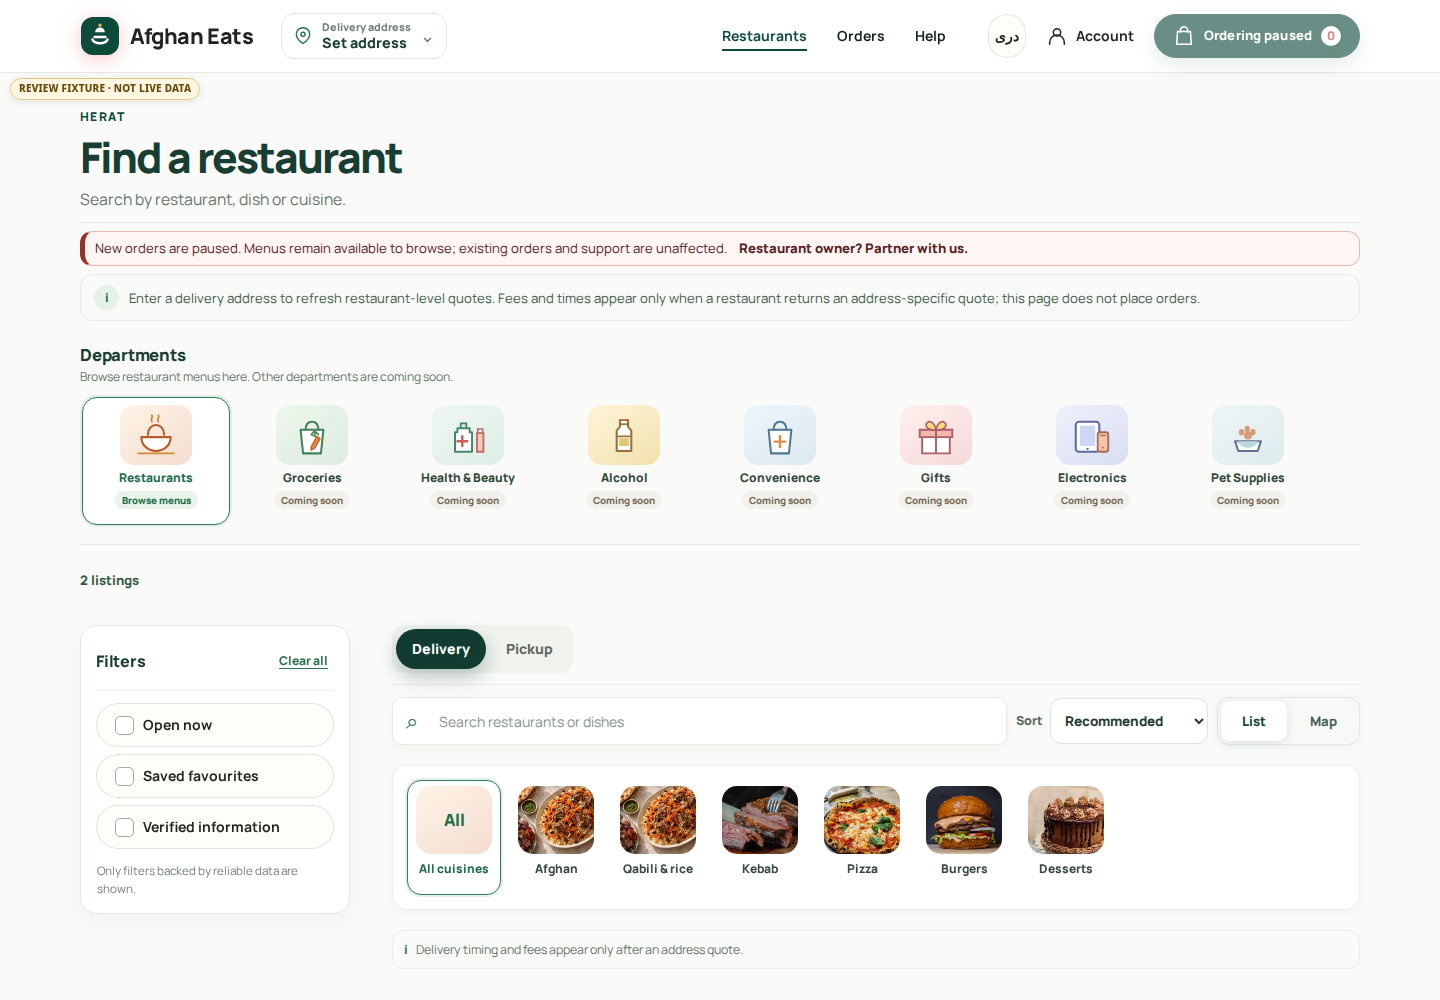 Afghan Eats
Delivery address
Set address
Restaurants
Orders
Help
دری
Account
Ordering paused
0
REVIEW FIXTURE · NOT LIVE DATA
HERAT
Find a restaurant
Search by restaurant, dish or cuisine.
New orders are paused. Menus remain available to browse; existing orders and support are unaffected. Restaurant owner? Partner with us.
i Enter a delivery address to refresh restaurant-level quotes. Fees and times appear only when a restaurant returns an address-specific quote; this page does not place orders.
Departments
Browse restaurant menus here. Other departments are coming soon.
Restaurants
Browse menus
Groceries
Coming soon
Health & Beauty
Coming soon
Alcohol
Coming soon
Convenience
Coming soon
Gifts
Coming soon
Electronics
Coming soon
Pet Supplies
Coming soon
2 listings
Filters
Clear all
Open now
Saved favourites
Verified information
Only filters backed by reliable data are
shown.
Delivery
Pickup
Search restaurants or dishes
Sort
Recommended
List
Map
All
All cuisines
Afghan
Qabili & rice
Kebab
Pizza
Burgers
Desserts
i Delivery timing and fees appear only after an address quote.